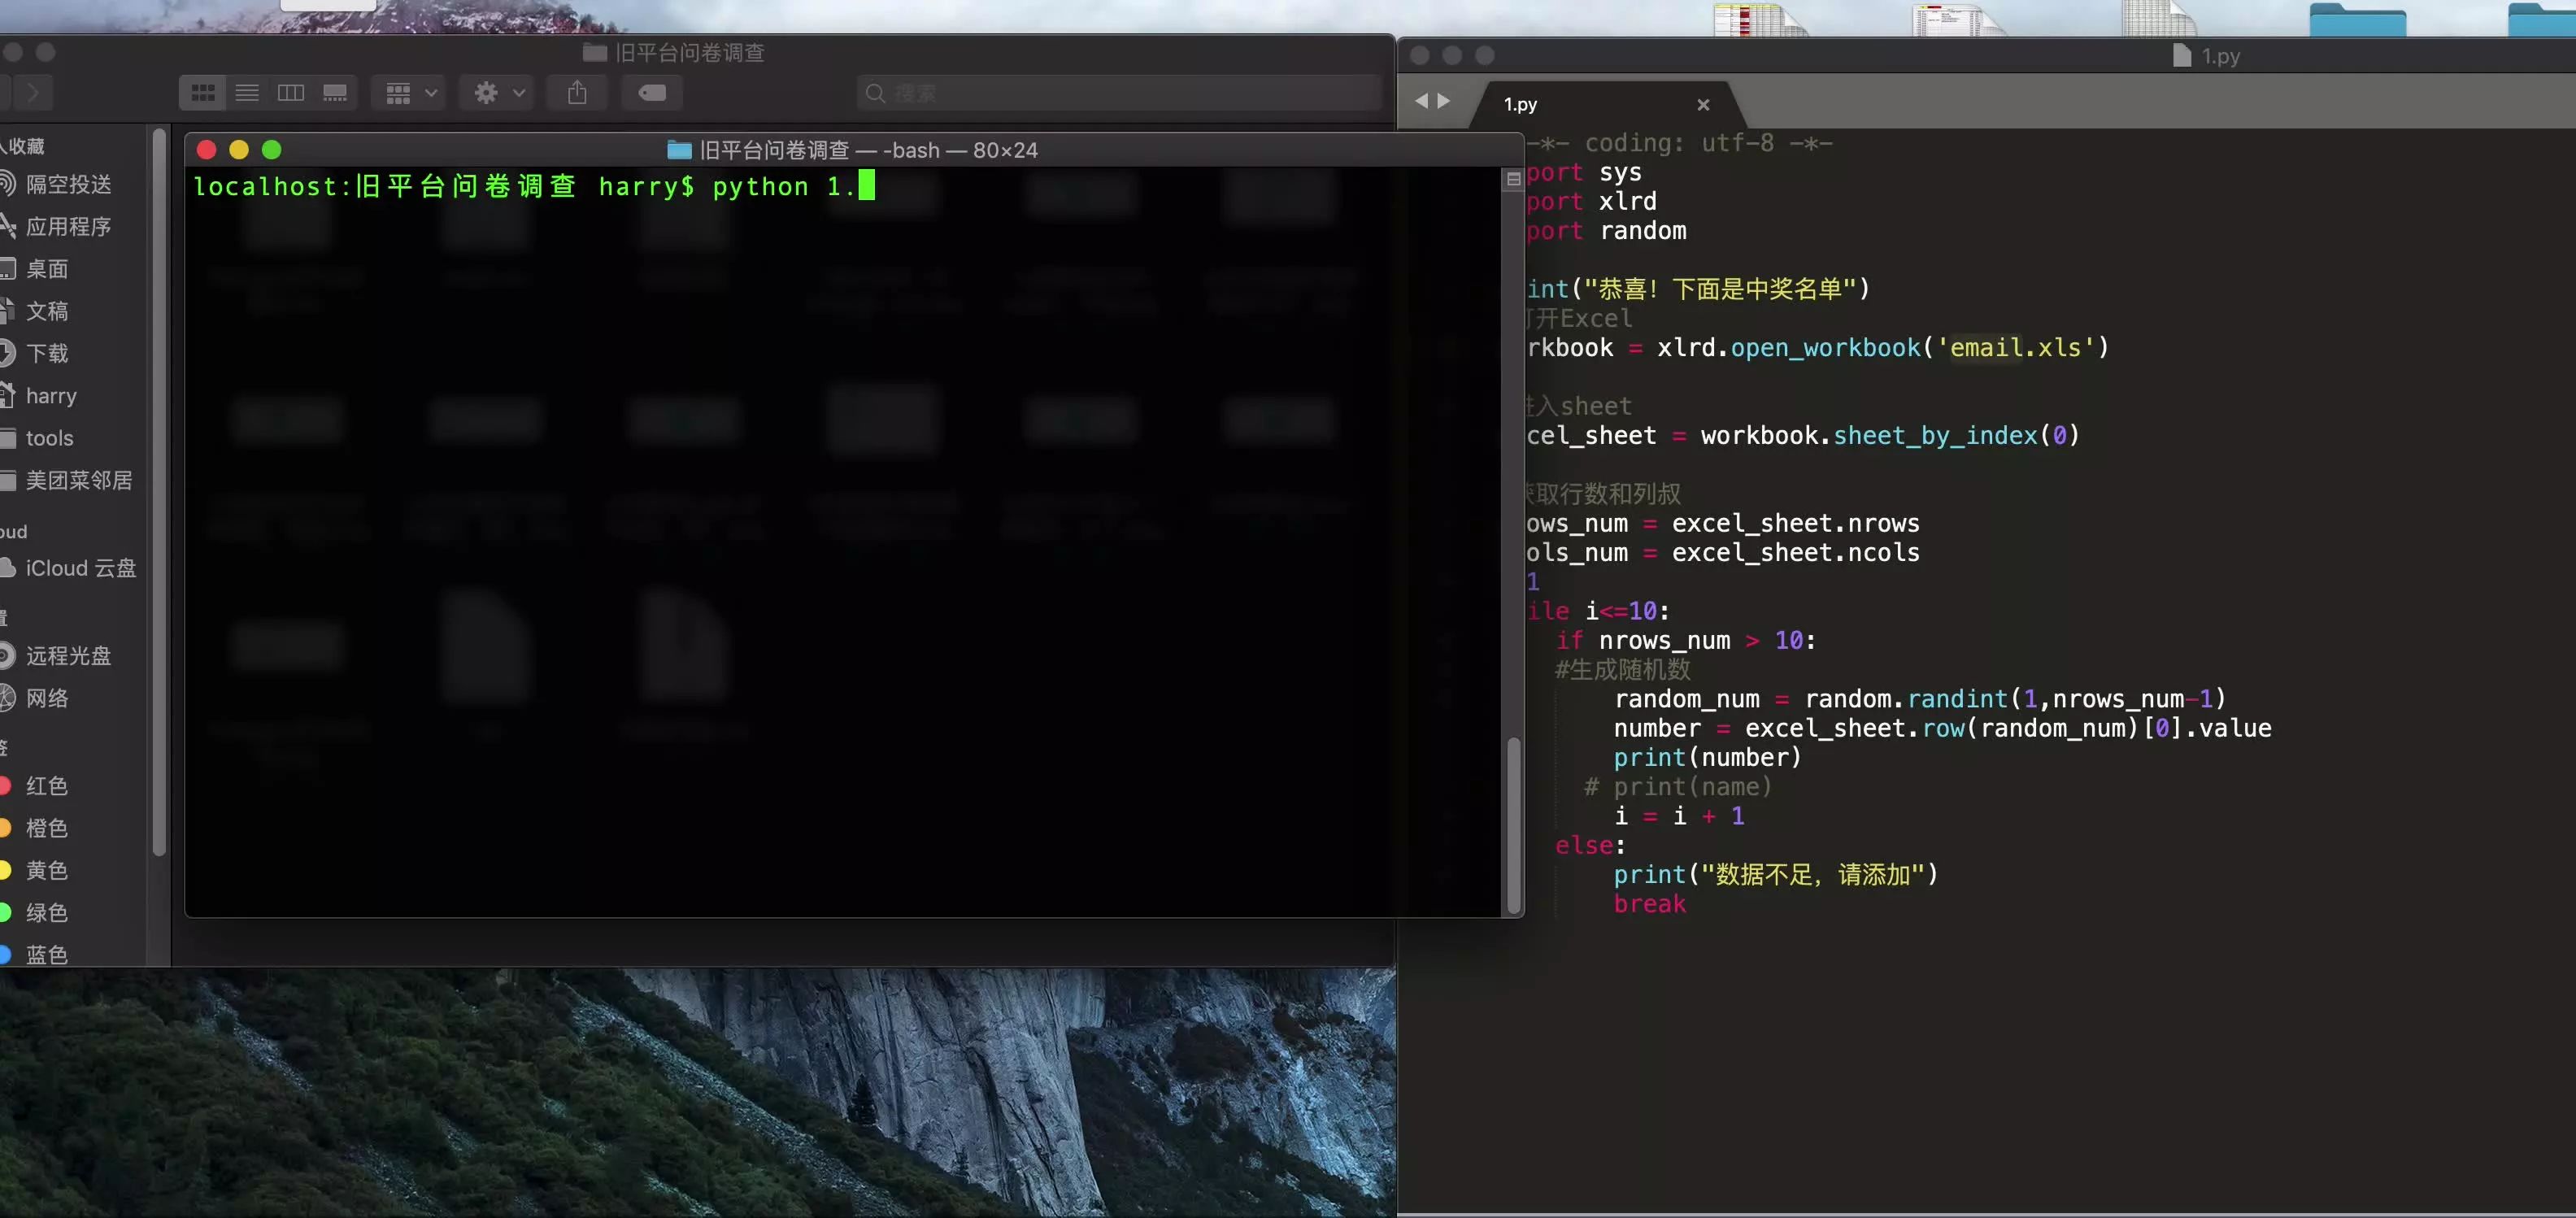 旧平台问卷调查
搜索
人收藏
隔空投送
应用程序
桌面
文稿
下载
harry
tools
美团菜邻居
oud
iCloud 云盘
置
远程光盘
网络
签
红色
橙色
黄色
绿色
蓝色
旧平台问卷调查 — -bash — 80×24
localhost:旧平台问卷调查 harry$ python 1.
1.py
1.py
-*- coding: utf-8 -*-
port sys
port xlrd
port random
int("恭喜！下面是中奖名单")
打开Excel
rkbook = xlrd.open_workbook('email.xls')
进入sheet
cel_sheet = workbook.sheet_by_index(0)
获取行数和列叔
ows_num = excel_sheet.nrows
ols_num = excel_sheet.ncols
1
ile i<=10:
if nrows_num > 10:
#生成随机数
random_num = random.randint(1,nrows_num-1)
number = excel_sheet.row(random_num)[0].value
print(number)
# print(name)
i = i + 1
else:
print("数据不足，请添加")
break